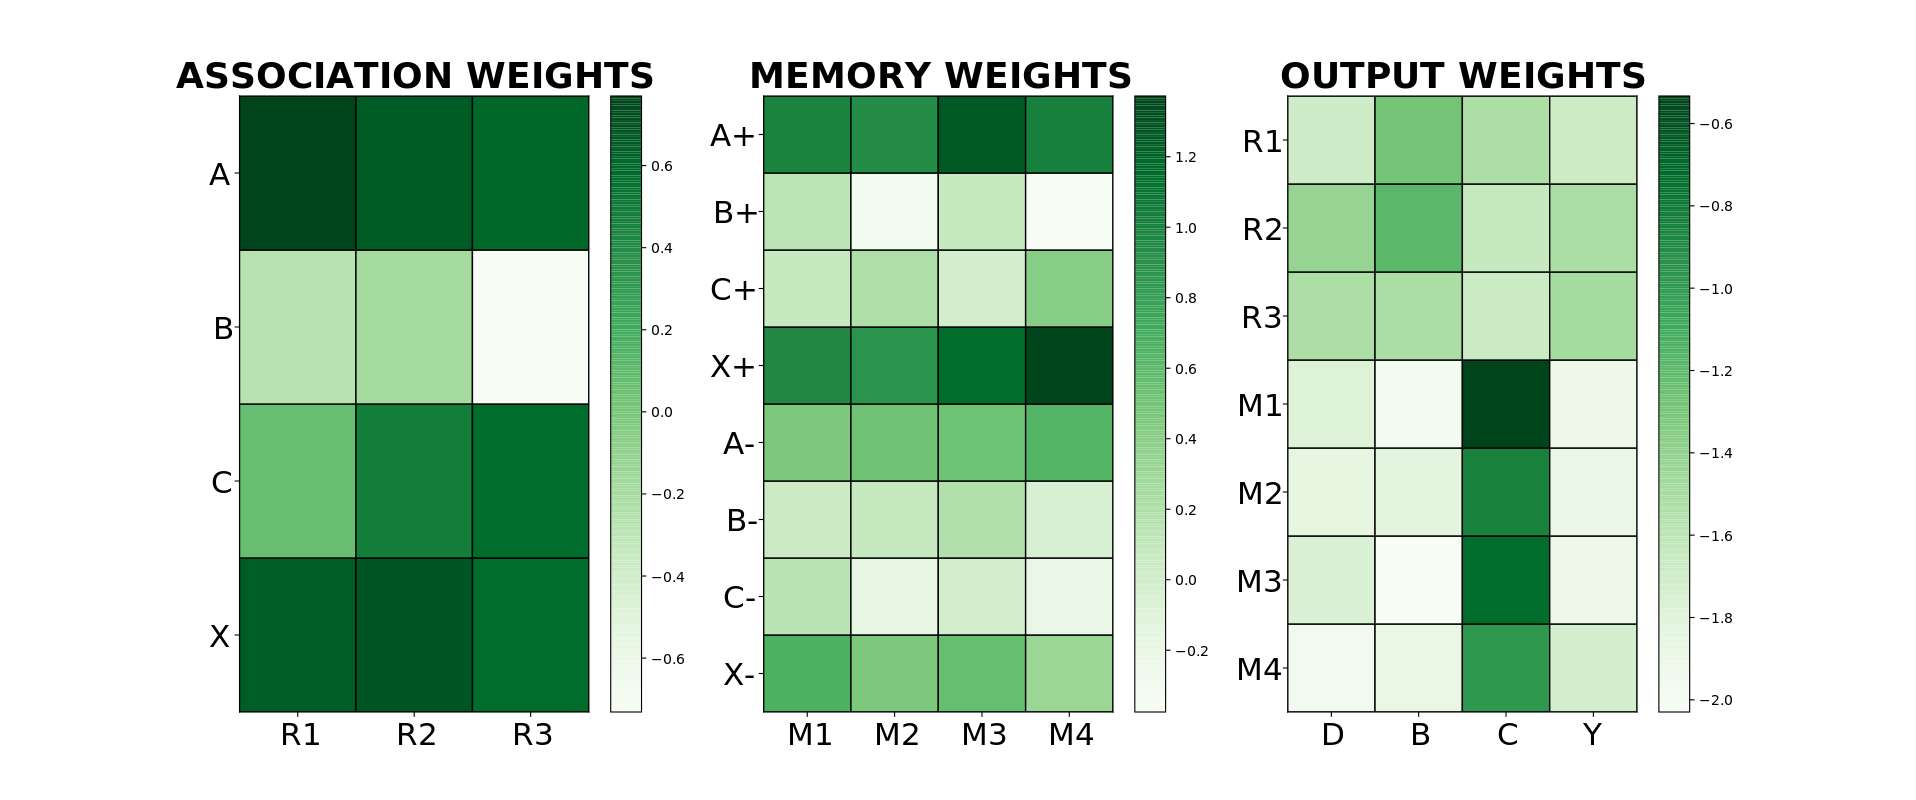 ASSOCIATION WEIGHTS
A
B
C
X
R1 R2 R3
0.6
0.4
0.2
0.0
−0.2
−0.4
−0.6
MEMORY WEIGHTS
A+
B+
C+
X+
A-
B-
C-
X-
M1 M2 M3 M4
1.2
1.0
0.8
0.6
0.4
0.2
0.0
−0.2
OUTPUT WEIGHTS
R1
R2
R3
M1
M2
M3
M4
D B C Y
−0.6
−0.8
−1.0
−1.2
−1.4
−1.6
−1.8
−2.0